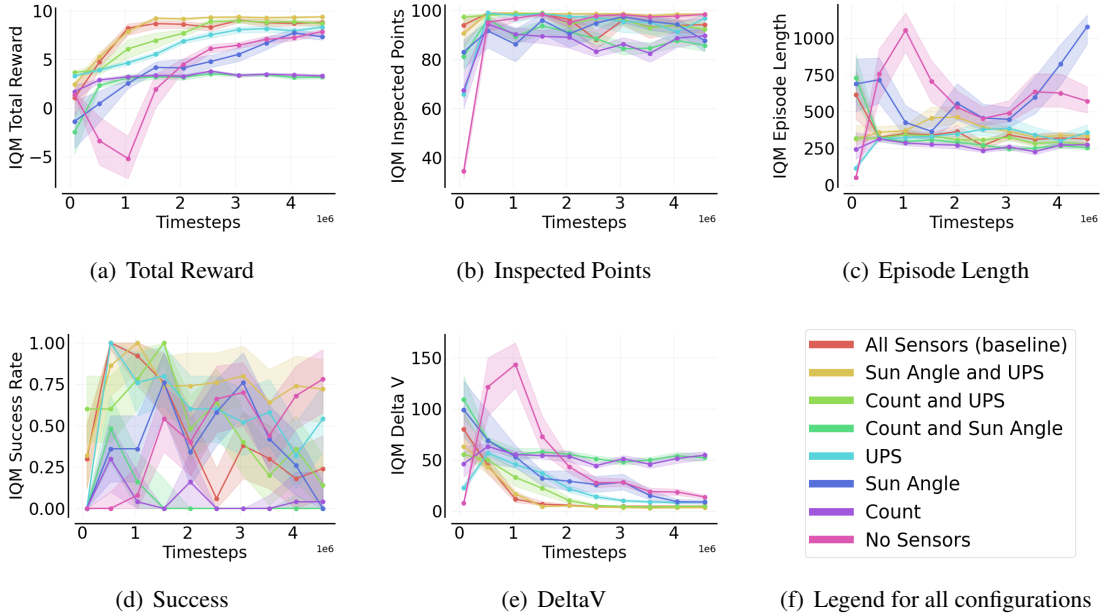 10
5
0
−5
IQM Total Reward
0 1 2 3 4
1e6
Timesteps
(a) Total Reward
100
80
60
40
IQM Inspected Points
0 1 2 3 4
1e6
Timesteps
(b) Inspected Points
1000
750
500
250
0
IQM Episode Length
0 1 2 3 4
1e6
Timesteps
(c) Episode Length
1.00
0.75
0.50
0.25
0.00
IQM Success Rate
0 1 2 3 4
1e6
Timesteps
(d) Success
150
100
50
0
IQM Delta V
0 1 2 3 4
1e6
Timesteps
(e) DeltaV
All Sensors (baseline)
Sun Angle and UPS
Count and UPS
Count and Sun Angle
UPS
Sun Angle
Count
No Sensors
(f) Legend for all configurations